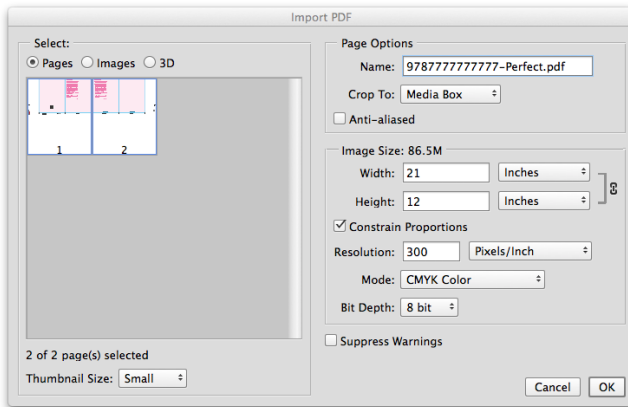 Import PDF
Select:
Pages Images 3D
1 2
2 of 2 page(s) selected
Thumbnail Size: Small
Page Options
Name: 9787777777777-Perfect.pdf
Crop To: Media Box
Anti-aliased
Image Size: 86.5M
Width: 21 Inches
Height: 12 Inches
Constrain Proportions
Resolution: 300 Pixels/Inch
Mode: CMYK Color
Bit Depth: 8 bit
Suppress Warnings
Cancel OK